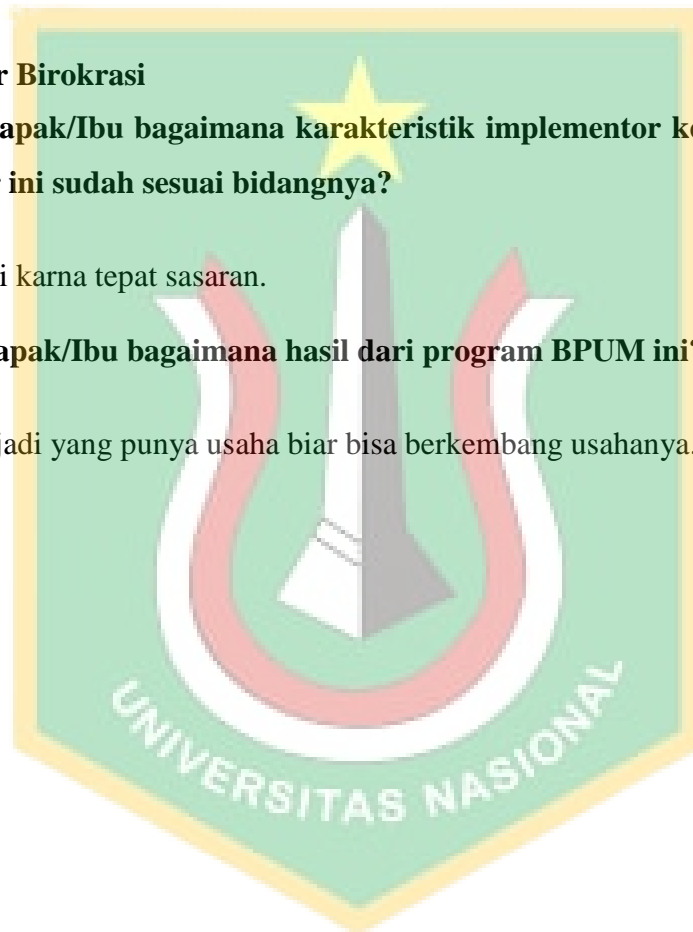 r Birokrasi
apak/Ibu bagaimana karakteristik implementor ke
r ini sudah sesuai bidangnya?
i karna tepat sasaran.
apak/Ibu bagaimana hasil dari program BPUM ini?
jadi yang punya usaha biar bisa berkembang usahanya.
UNIVERSITAS NASIONAL